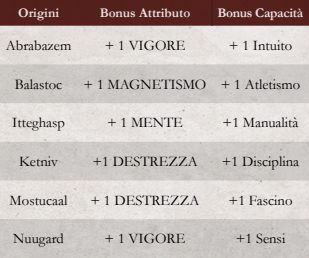 Origini Bonus Attributo Bonus Capacità
Abrabazem + 1 VIGORE + 1 Intuito
Balastoc + 1 MAGNETISMO + 1 Atletismo
Itteghasp + 1 MENTE +1 Manualità
Ketniv +1 DESTREZZA +1 Disciplina
Mostucaal + 1 DESTREZZA +1 Fascino
Nuugard + 1 VIGORE +1 Sensi